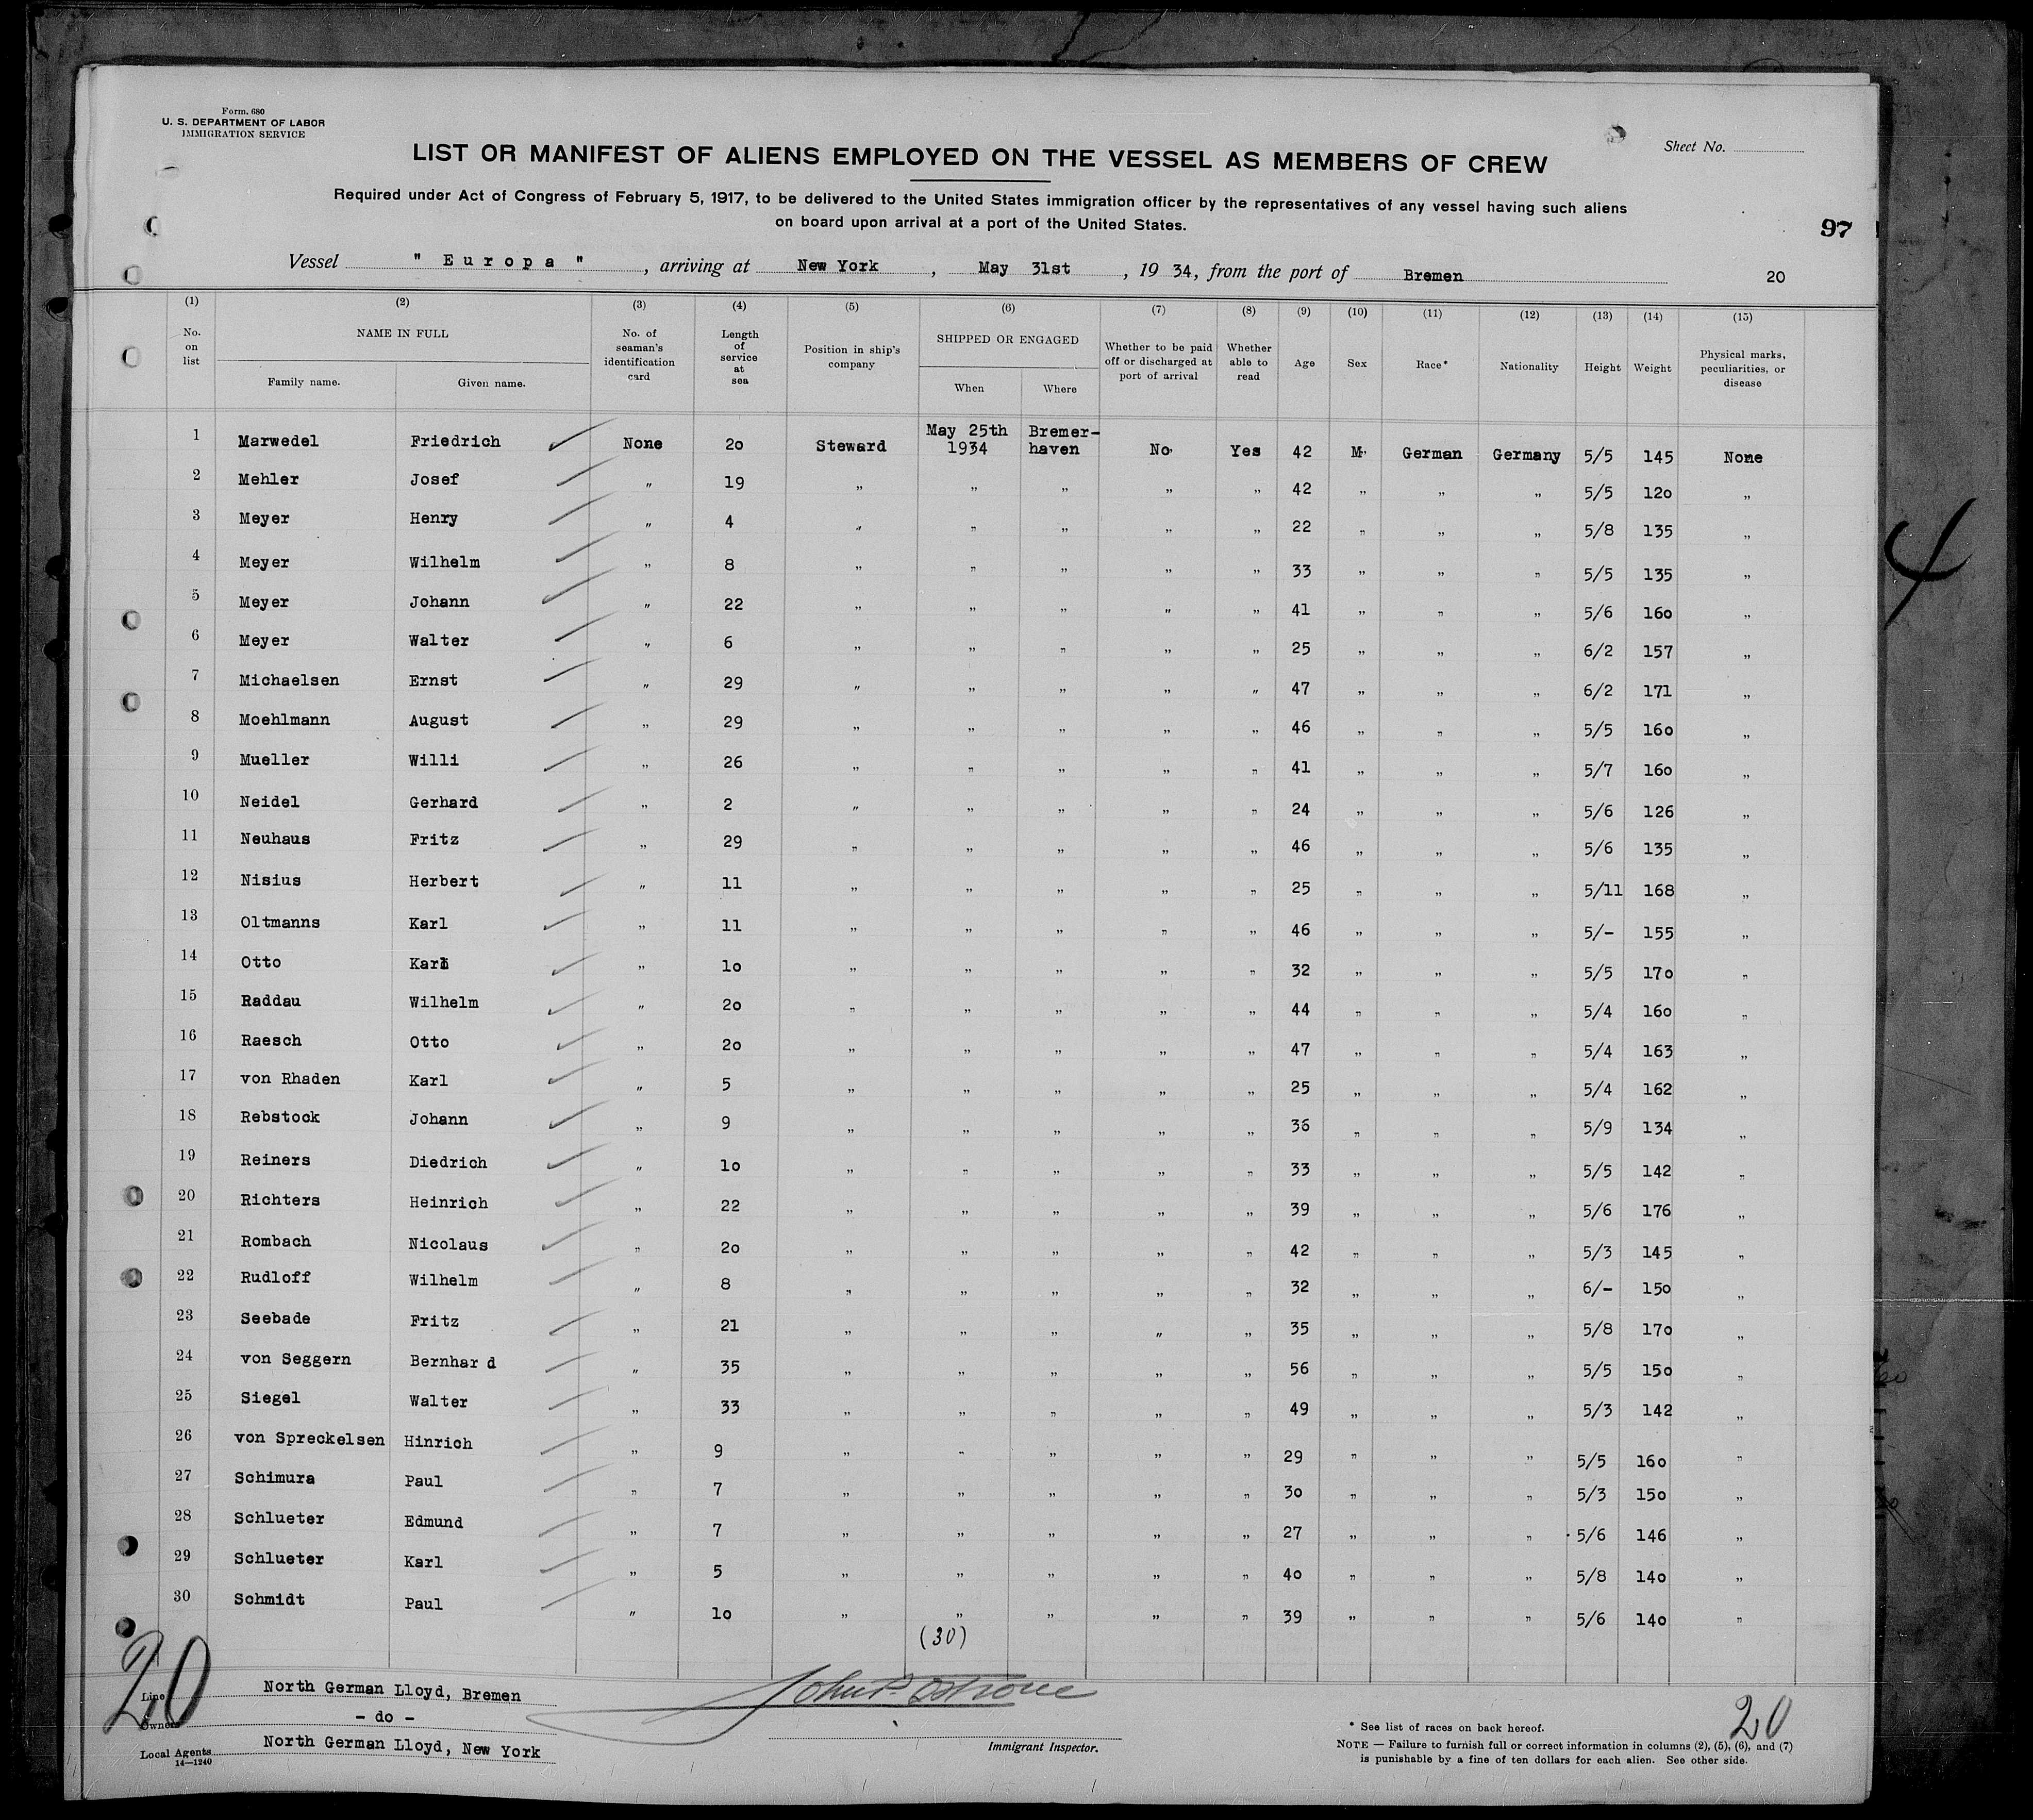 Form 680
U. S. DEPARTMENT OF LABOR
IMMIGRATION SERVICE
Sheet No.
LIST OR MANIFEST OF ALIENS EMPLOYED ON THE VESSEL AS MEMBERS OF CREW
Required under Act of Congress of February 5, 1917, to be delivered to the United States immigration officer by the representatives of any vessel having such aliens
on board upon arrival at a port of the United States.
97
Vessel " Europa ", arriving at New York, May 31st, 19 34, from the port of Bremen
20
(1) (2) (3) (4) (5) (6) (7) (8) (9) (10) (11) (12) (13) (14) (15)
No. on list NAME IN FULL Family name. Given name. No. of seaman's identification card Length of service at sea Position in ship's company SHIPPED OR ENGAGED When Where Whether to be paid off or discharged at port of arrival Whether able to read Age Sex Race* Nationality Height Weight Physical marks, peculiarities, or disease
1 Marwedel Friedrich None 20 Steward May 25th 1934 Bremer-haven No. Yes 42 M. German Germany 5/5 145 None
2 Mehler Josef " 19 " " " " " 42 " " " 5/5 120 "
3 Meyer Henry " 4 " " " " " 22 " " " 5/8 135 "
4 Meyer Wilhelm " 8 " " " " " 33 " " " 5/5 135 "
5 Meyer Johann " 22 " " " " " 41 " " " 5/6 160 "
6 Meyer Walter " 6 " " " " " 25 " " " 6/2 157 "
7 Michaelsen Ernst " 29 " " " " " 47 " " " 6/2 171 "
8 Moehlmann August " 29 " " " " " 46 " " " 5/5 160 "
9 Mueller Willi " 26 " " " " " 41 " " " 5/7 160 "
10 Neidel Gerhard " 2 " " " " " 24 " " " 5/6 126 "
11 Neuhaus Fritz " 29 " " " " " 46 " " " 5/6 135 "
12 Nisius Herbert " 11 " " " " " 25 " " " 5/11 168 "
13 Oltmanns Karl " 11 " " " " " 46 " " " 5/- 155 "
14 Otto Karl " 10 " " " " " 32 " " " 5/5 170 "
15 Raddau Wilhelm " 20 " " " " " 44 " " " 5/4 160 "
16 Raesch Otto " 20 " " " " " 47 " " " 5/4 163 "
17 von Rhaden Karl " 5 " " " " " 25 " " " 5/4 162 "
18 Rebstock Johann " 9 " " " " " 36 " " " 5/9 134 "
19 Reiners Diedrich " 10 " " " " " 33 " " " 5/5 142 "
20 Richters Heinrich " 22 " " " " " 39 " " " 5/6 176 "
21 Rombach Nicolaus " 20 " " " " " 42 " " " 5/3 145 "
22 Rudloff Wilhelm " 8 " " " " " 32 " " " 6/- 150 "
23 Seebade Fritz " 21 " " " " " 35 " " " 5/8 170 "
24 von Seggern Bernhar d " 35 " " " " " 56 " " " 5/5 150 "
25 Siegel Walter " 33 " " " " " 49 " " " 5/3 142 "
26 von Spreckelsen Hinrich " 9 " " " " " 29 " " " 5/5 160 "
27 Schimura Paul " 7 " " " " " 30 " " " 5/3 150 "
28 Schlueter Edmund " 7 " " " " " 27 " " " 5/6 146 "
29 Schlueter Karl " 5 " " " " " 40 " " " 5/8 140 "
30 Schmidt Paul " 10 " " " " " 39 " " " 5/6 140 "
4
(30)
20
Line North German Lloyd, Bremen
Owners - do -
Local Agents North German Lloyd, New York
14—1240
Immigrant Inspector.
20
* See list of races on back hereof.
NOTE — Failure to furnish full or correct information in columns (2), (5), (6), and (7)
is punishable by a fine of ten dollars for each alien. See other side.